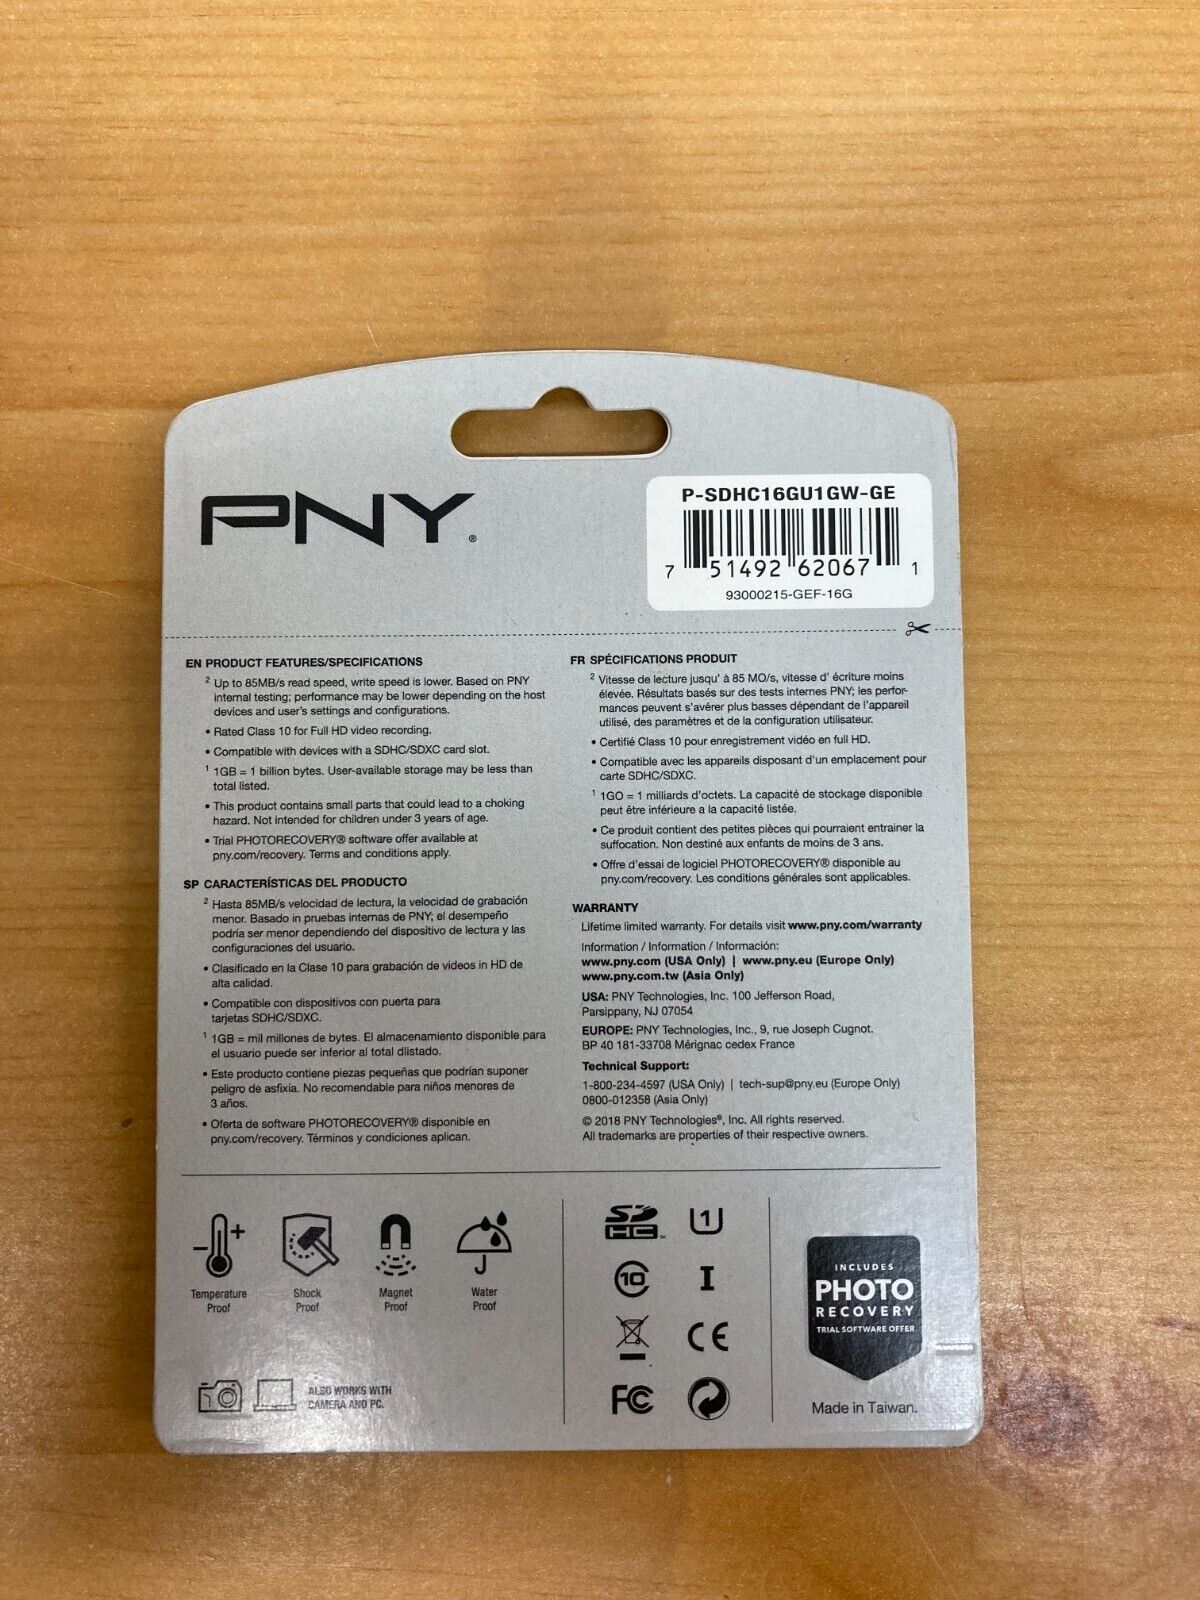 PNY®
P-SDHC16GU1GW-GE
7 51492 62067 1
93000215-GEF-16G
EN PRODUCT FEATURES/SPECIFICATIONS
2 Up to 85MB/s read speed, write speed is lower. Based on PNY
internal testing; performance may be lower depending on the host
devices and user's settings and configurations.
• Rated Class 10 for Full HD video recording.
• Compatible with devices with a SDHC/SDXC card slot.
1 1GB = 1 billion bytes. User-available storage may be less than
total listed.
• This product contains small parts that could lead to a choking
hazard. Not intended for children under 3 years of age.
• Trial PHOTORECOVERY® software offer available at
pny.com/recovery. Terms and conditions apply.
SP CARACTERÍSTICAS DEL PRODUCTO
2 Hasta 85MB/s velocidad de lectura, la velocidad de grabación
menor. Basado in pruebas internas de PNY; el desempeño
podría ser menor dependiendo del dispositivo de lectura y las
configuraciones del usuario.
• Clasificado en la Clase 10 para grabación de videos in HD de
alta calidad.
• Compatible con dispositivos con puerta para
tarjetas SDHC/SDXC.
1 1GB = mil millones de bytes. El almacenamiento disponible para
el usuario puede ser inferior al total dlistado.
• Este producto contiene piezas pequeñas que podrían suponer
peligro de asfixia. No recomendable para niños menores de
3 años.
• Oferta de software PHOTORECOVERY® disponible en
pny.com/recovery. Términos y condiciones aplican.
FR SPÉCIFICATIONS PRODUIT
2 Vitesse de lecture jusqu' à 85 MO/s, vitesse d' écriture moins
élevée. Résultats basés sur des tests internes PNY; les perfor-
mances peuvent s'avérer plus basses dépendant de l'appareil
utilisé, des paramètres et de la configuration utilisateur.
• Certifié Class 10 pour enregistrement vidéo en full HD.
• Compatible avec les appareils disposant d'un emplacement pour
carte SDHC/SDXC.
1 1GO = 1 milliards d'octets. La capacité de stockage disponible
peut être inférieure a la capacité listée.
• Ce produit contient des petites pièces qui pourraient entrainer la
suffocation. Non destiné aux enfants de moins de 3 ans.
• Offre d'essai de logiciel PHOTORECOVERY® disponible au
pny.com/recovery. Les conditions générales sont applicables.
WARRANTY
Lifetime limited warranty. For details visit www.pny.com/warranty
Information / Information / Información:
www.pny.com (USA Only) | www.pny.eu (Europe Only)
www.pny.com.tw (Asia Only)
USA: PNY Technologies, Inc. 100 Jefferson Road,
Parsippany, NJ 07054
EUROPE: PNY Technologies, Inc., 9, rue Joseph Cugnot.
BP 40 181-33708 Mérignac cedex France
Technical Support:
1-800-234-4597 (USA Only) | tech-sup@pny.eu (Europe Only)
0800-012358 (Asia Only)
© 2018 PNY Technologies®, Inc. All rights reserved.
All trademarks are properties of their respective owners.
Temperature
Proof
Shock
Proof
Magnet
Proof
Water
Proof
ALSO WORKS WITH
CAMERA AND PC.
SD
HC
1
10
I
CE
FC
INCLUDES
PHOTO
RECOVERY
TRIAL SOFTWARE OFFER
Made in Taiwan.